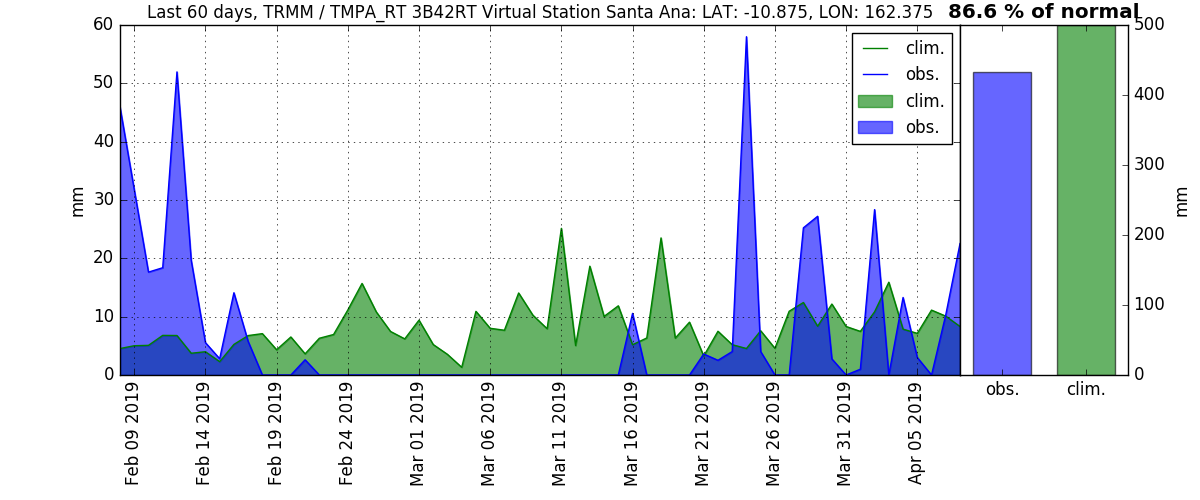 Last 60 days, TRMM / TMPA_RT 3B42RT Virtual Station Santa Ana: LAT: -10.875, LON: 162.375
86.6 % of normal
60
50
40
30
20
10
0
mm
clim.
obs.
clim.
obs.
500
400
300
200
100
0
mm
obs.
clim.
Feb 09 2019
Feb 14 2019
Feb 19 2019
Feb 24 2019
Mar 01 2019
Mar 06 2019
Mar 11 2019
Mar 16 2019
Mar 21 2019
Mar 26 2019
Mar 31 2019
Apr 05 2019